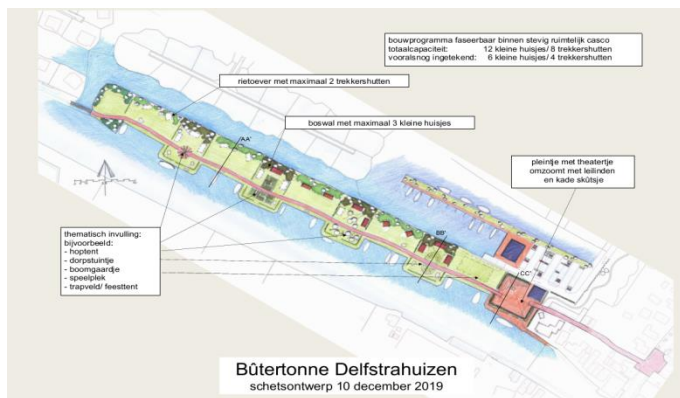 bouwprogramma faseerbaar binnen stevig ruimtelijk casco
totaalcapaciteit: 12 kleine huisjes/ 8 trekkershutten
vooralsnog ingetekend: 6 kleine huisjes/ 4 trekkershutten
rietoever met maximaal 2 trekkershutten
boswal met maximaal 3 kleine huisjes
AA'
pleintje met theatertje
omzoomt met leilinden
en kade skûtsje
thematisch invulling:
bijvoorbeeld:
- hoptent
- dorpstuintje
- boomgaardje
- speelplek
- trapveld/ feesttent
BB'
CC'
Bûtertonne Delfstrahuizen
schetsontwerp 10 december 2019